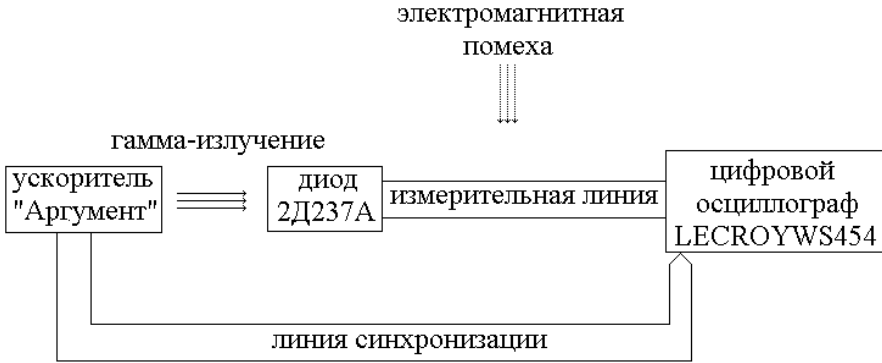 электромагнитная
помеха
гамма-излучение
ускоритель
"Аргумент"
диод
2Д237А
измерительная линия
цифровой
осциллограф
LECROYWS454
линия синхронизации